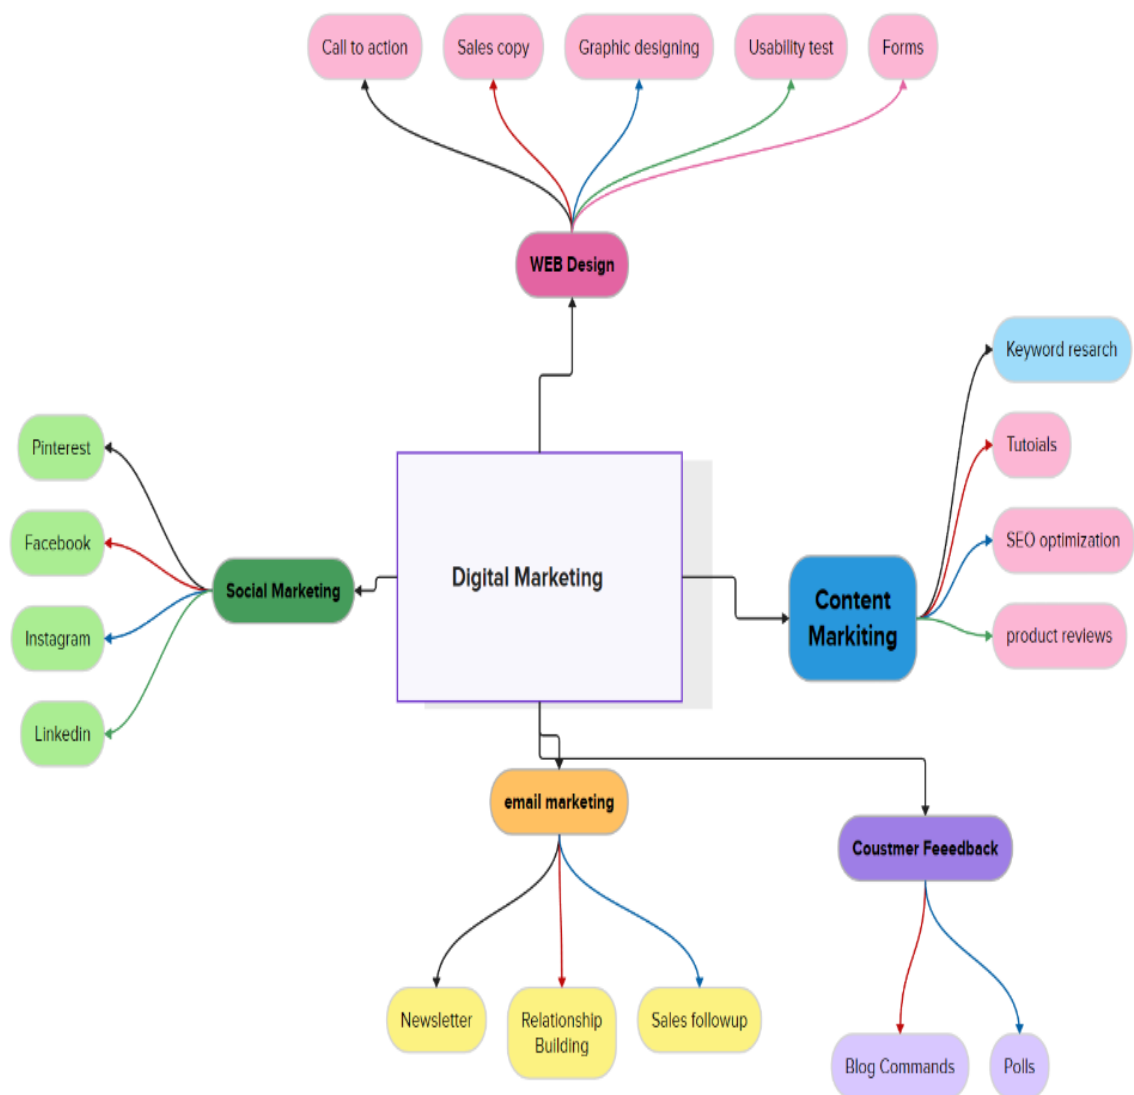 Call to action
Sales copy
Graphic designing
Usability test
Forms
WEB Design
Keyword resarch
Tutoials
SEO optimization
product reviews
Content
Markiting
Digital Marketing
Pinterest
Facebook
Instagram
Linkedin
Social Marketing
email marketing
Coustmer Feeedback
Newsletter
Relationship
Building
Sales followup
Blog Commands
Polls